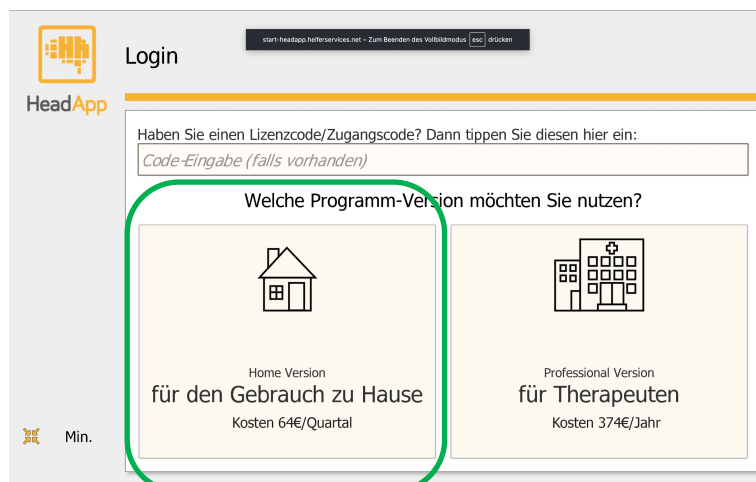 start-headapp.helferservices.net – Zum Beenden des Vollbildmodus esc drücken
Login
HeadApp
Haben Sie einen Lizenzcode/Zugangscode? Dann tippen Sie diesen hier ein:
Code-Eingabe (falls vorhanden)
Welche Programm-Version möchten Sie nutzen?
Home Version
für den Gebrauch zu Hause
Kosten 64€/Quartal
Professional Version
für Therapeuten
Kosten 374€/Jahr
Min.